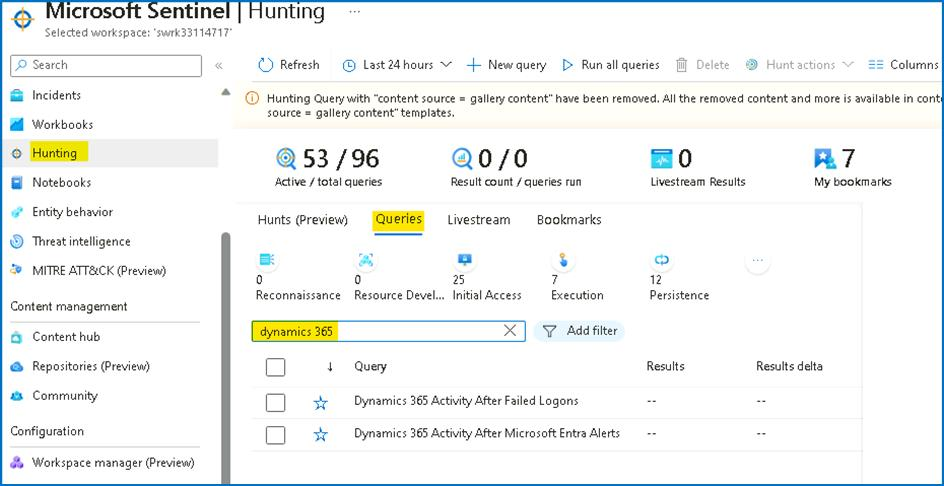 Microsoft Sentinel | Hunting ...
Selected workspace: 'swrk33114717'
Search
«
Refresh
Last 24 hours
New query
Run all queries
Delete
Hunt actions
Columns
Incidents
Workbooks
Hunting
Notebooks
Entity behavior
Threat intelligence
MITRE ATT&CK (Preview)
Content management
Content hub
Repositories (Preview)
Community
Configuration
Workspace manager (Preview)
Hunting Query with "content source = gallery content" have been removed. All the removed content and more is available in conte
source = gallery content" templates.
53 / 96
Active / total queries
0 / 0
Result count / queries run
0
Livestream Results
7
My bookmarks
Hunts (Preview)
Queries
Livestream
Bookmarks
0
Reconnaissance
0
Resource Devel...
25
Initial Access
7
Execution
12
Persistence
...
dynamics 365
Add filter
↓ Query Results Results delta
Dynamics 365 Activity After Failed Logons -- --
Dynamics 365 Activity After Microsoft Entra Alerts -- --